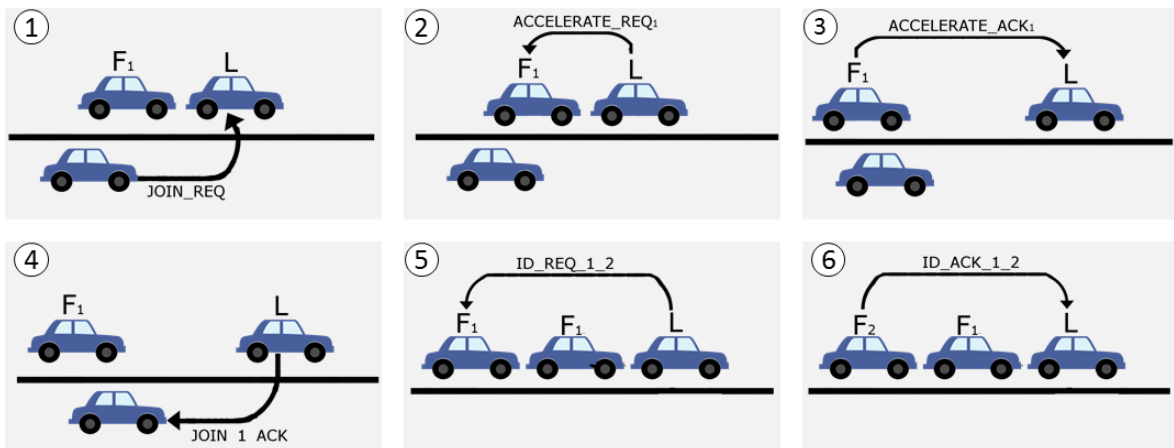 1
F1 L
JOIN_REQ
2
ACCELERATE_REQ1
F1 L
3
ACCELERATE_ACK1
F1 L
4
F1 L
JOIN 1 ACK
5
ID_REQ_1_2
F1 F1 L
6
ID_ACK_1_2
F2 F1 L